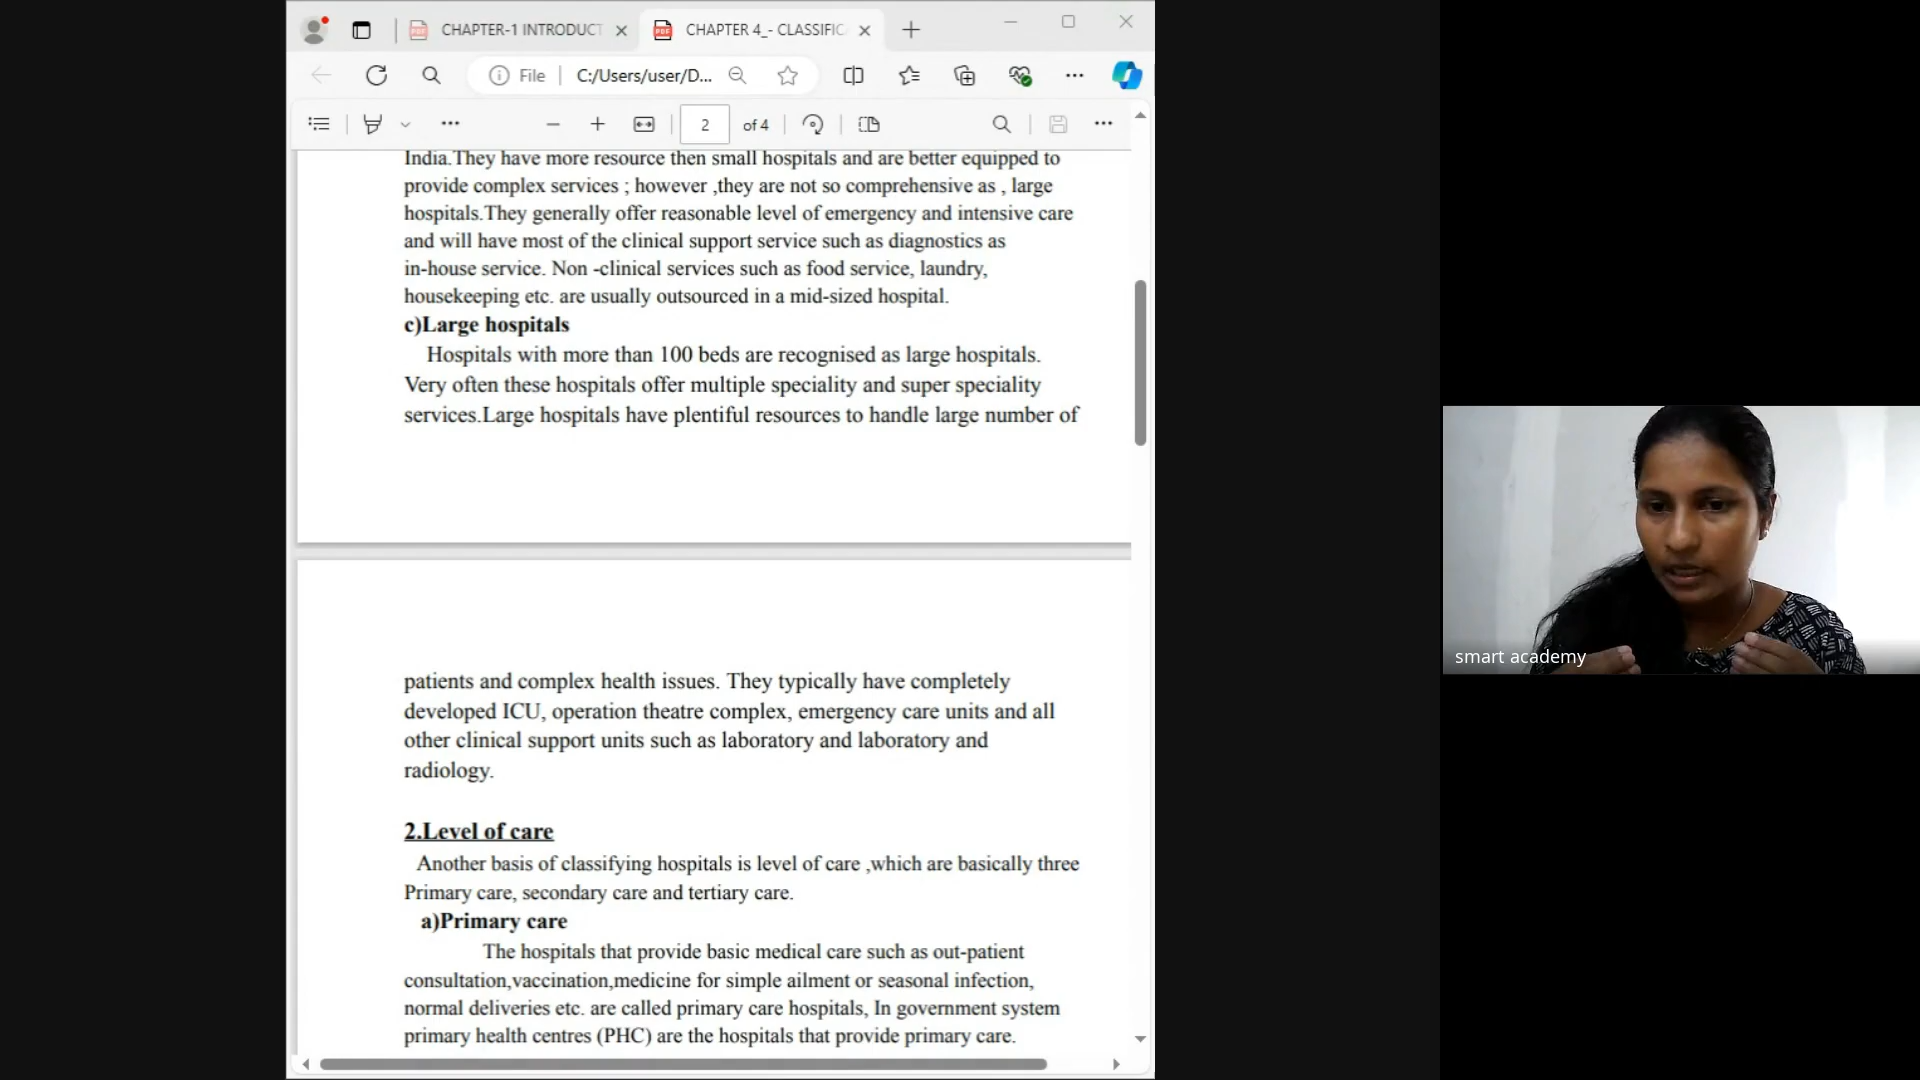 CHAPTER-1 INTRODUCT
CHAPTER 4_- CLASSIFIC
File
C:/Users/user/D...
2
of 4
India.They have more resource then small hospitals and are better equipped to
provide complex services ; however ,they are not so comprehensive as , large
hospitals.They generally offer reasonable level of emergency and intensive care
and will have most of the clinical support service such as diagnostics as
in-house service. Non -clinical services such as food service, laundry,
housekeeping etc. are usually outsourced in a mid-sized hospital.
c)Large hospitals
Hospitals with more than 100 beds are recognised as large hospitals.
Very often these hospitals offer multiple speciality and super speciality
services.Large hospitals have plentiful resources to handle large number of
patients and complex health issues. They typically have completely
developed ICU, operation theatre complex, emergency care units and all
other clinical support units such as laboratory and laboratory and
radiology.
2.Level of care
Another basis of classifying hospitals is level of care ,which are basically three
Primary care, secondary care and tertiary care.
a)Primary care
The hospitals that provide basic medical care such as out-patient
consultation,vaccination,medicine for simple ailment or seasonal infection,
normal deliveries etc. are called primary care hospitals, In government system
primary health centres (PHC) are the hospitals that provide primary care.
smart academy